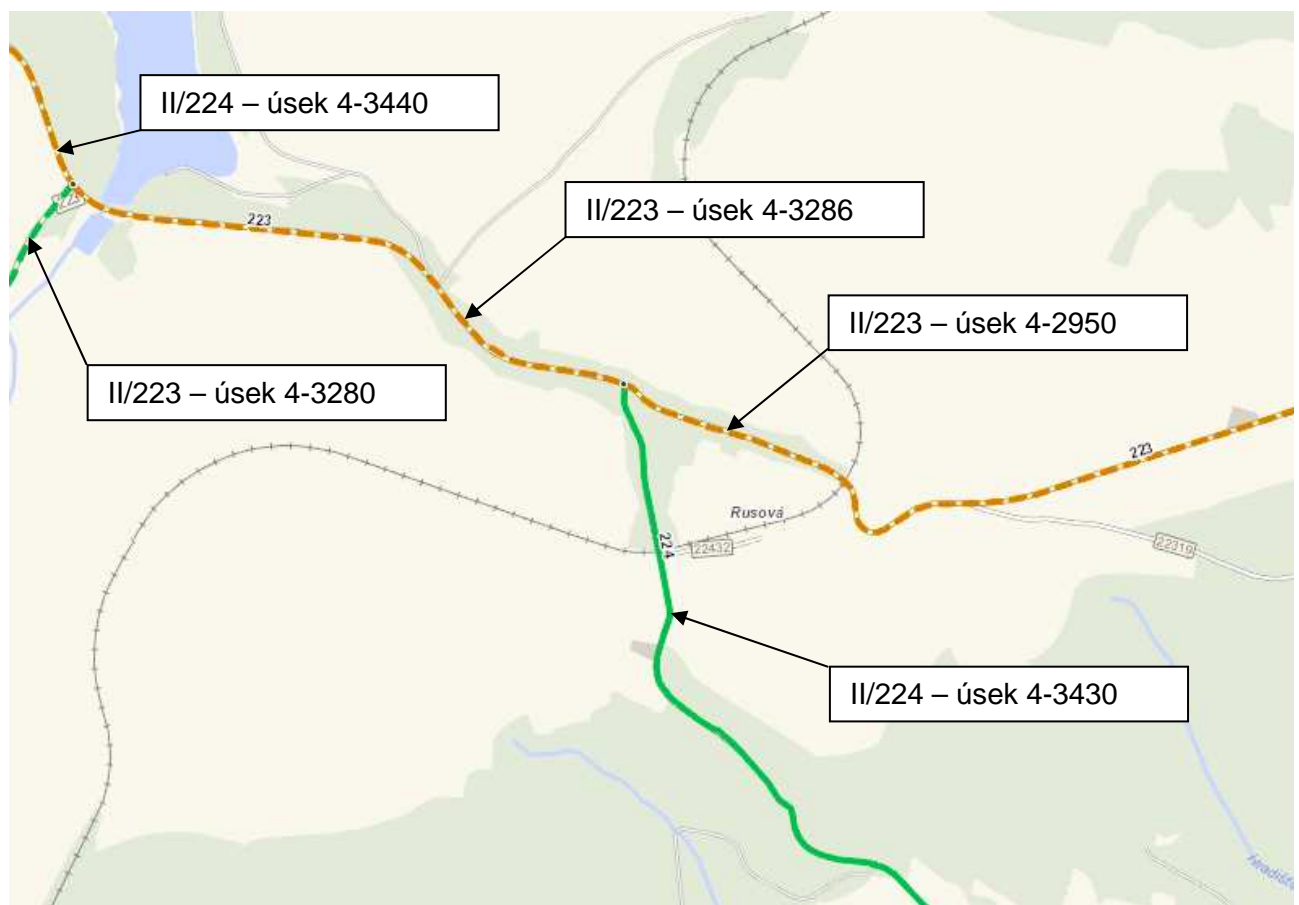 II/224 – úsek 4-3440
223
223
II/223 – úsek 4-3286
II/223 – úsek 4-2950
II/223 – úsek 4-3280
223
Rusová
224
22432
22319
II/224 – úsek 4-3430